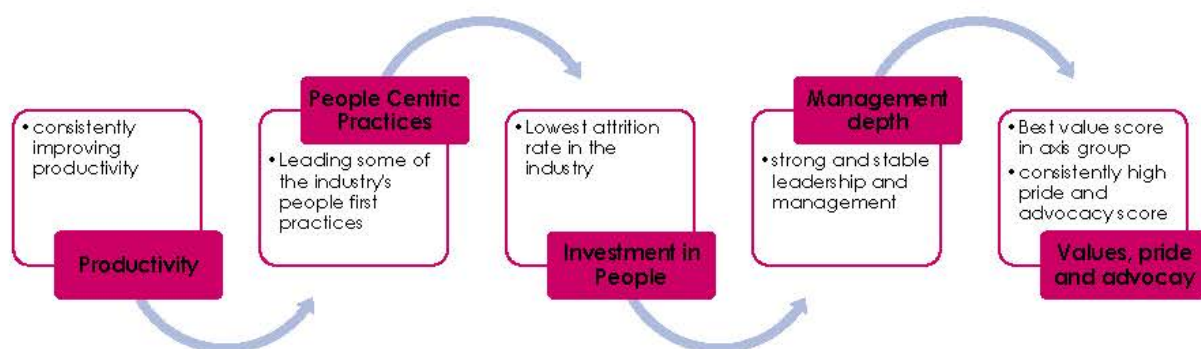 • consistently
improving
productivity
Productivity
People Centric
Practices
• Leading some of
the industry's
people first
practices
• Lowest attrition
rate in the
industry
Investment in
People
Management
depth
• strong and stable
leadership and
management
• Best value score
in axis group
• consistently high
pride and
advocacy score
Values, pride
and advocay